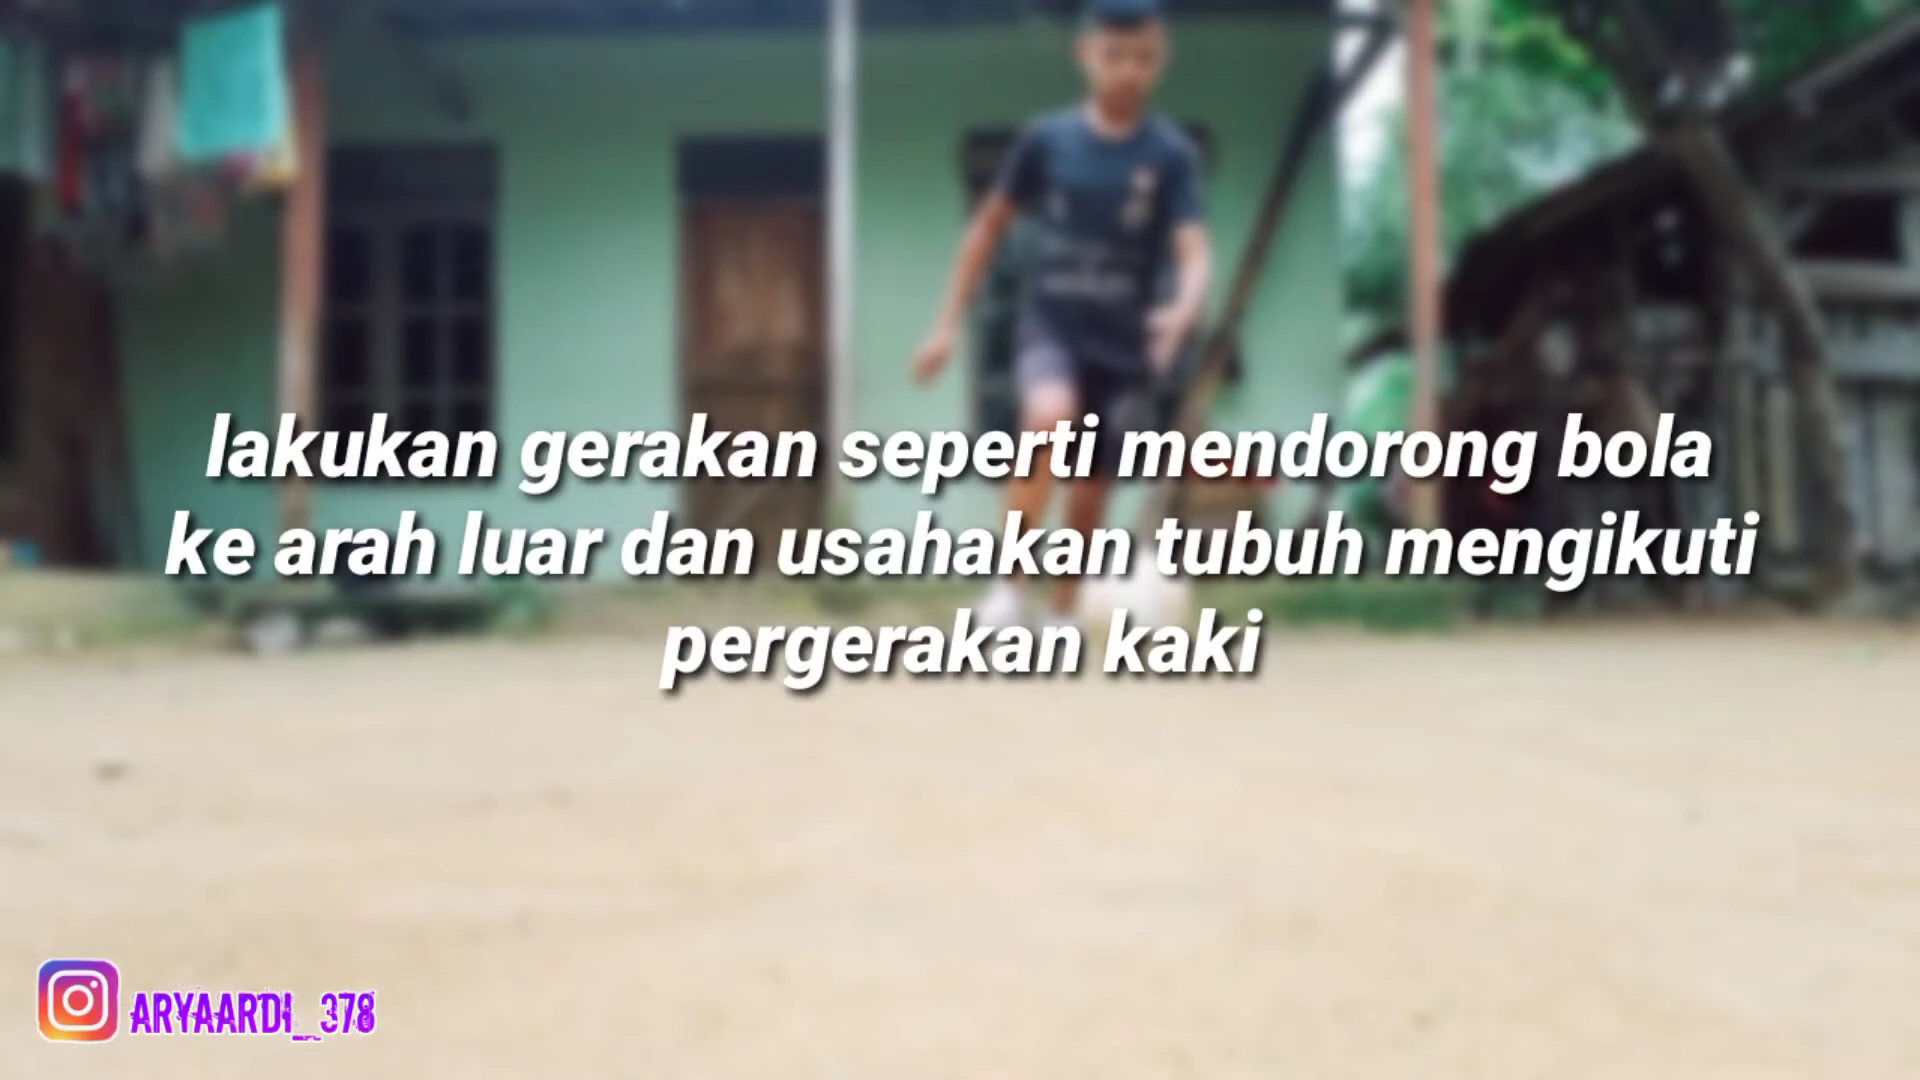 lakukan gerakan seperti mendorong bola
ke arah luar dan usahakan tubuh mengikuti
pergerakan kaki
ARYAARDI_378